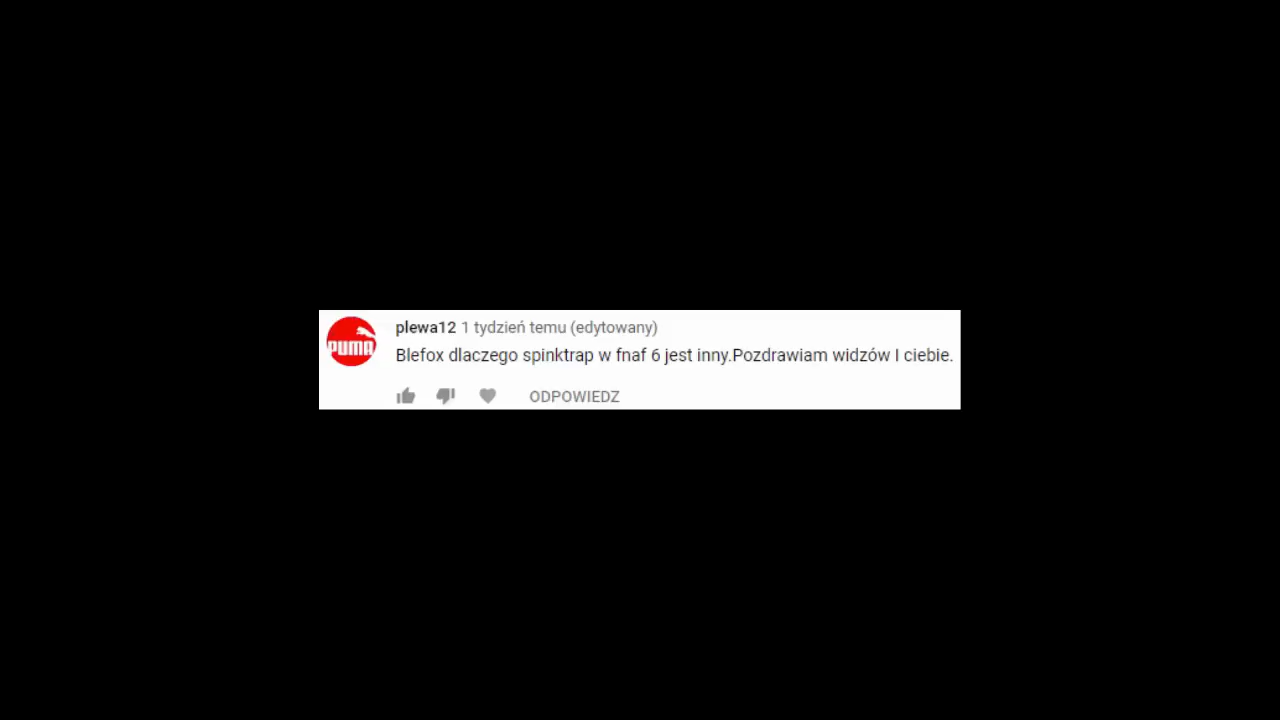 PUMA
plewa12 1 tydzień temu (edytowany)
Blefox dlaczego spinktrap w fnaf 6 jest inny.Pozdrawiam widzów I ciebie.
ODPOWIEDZ